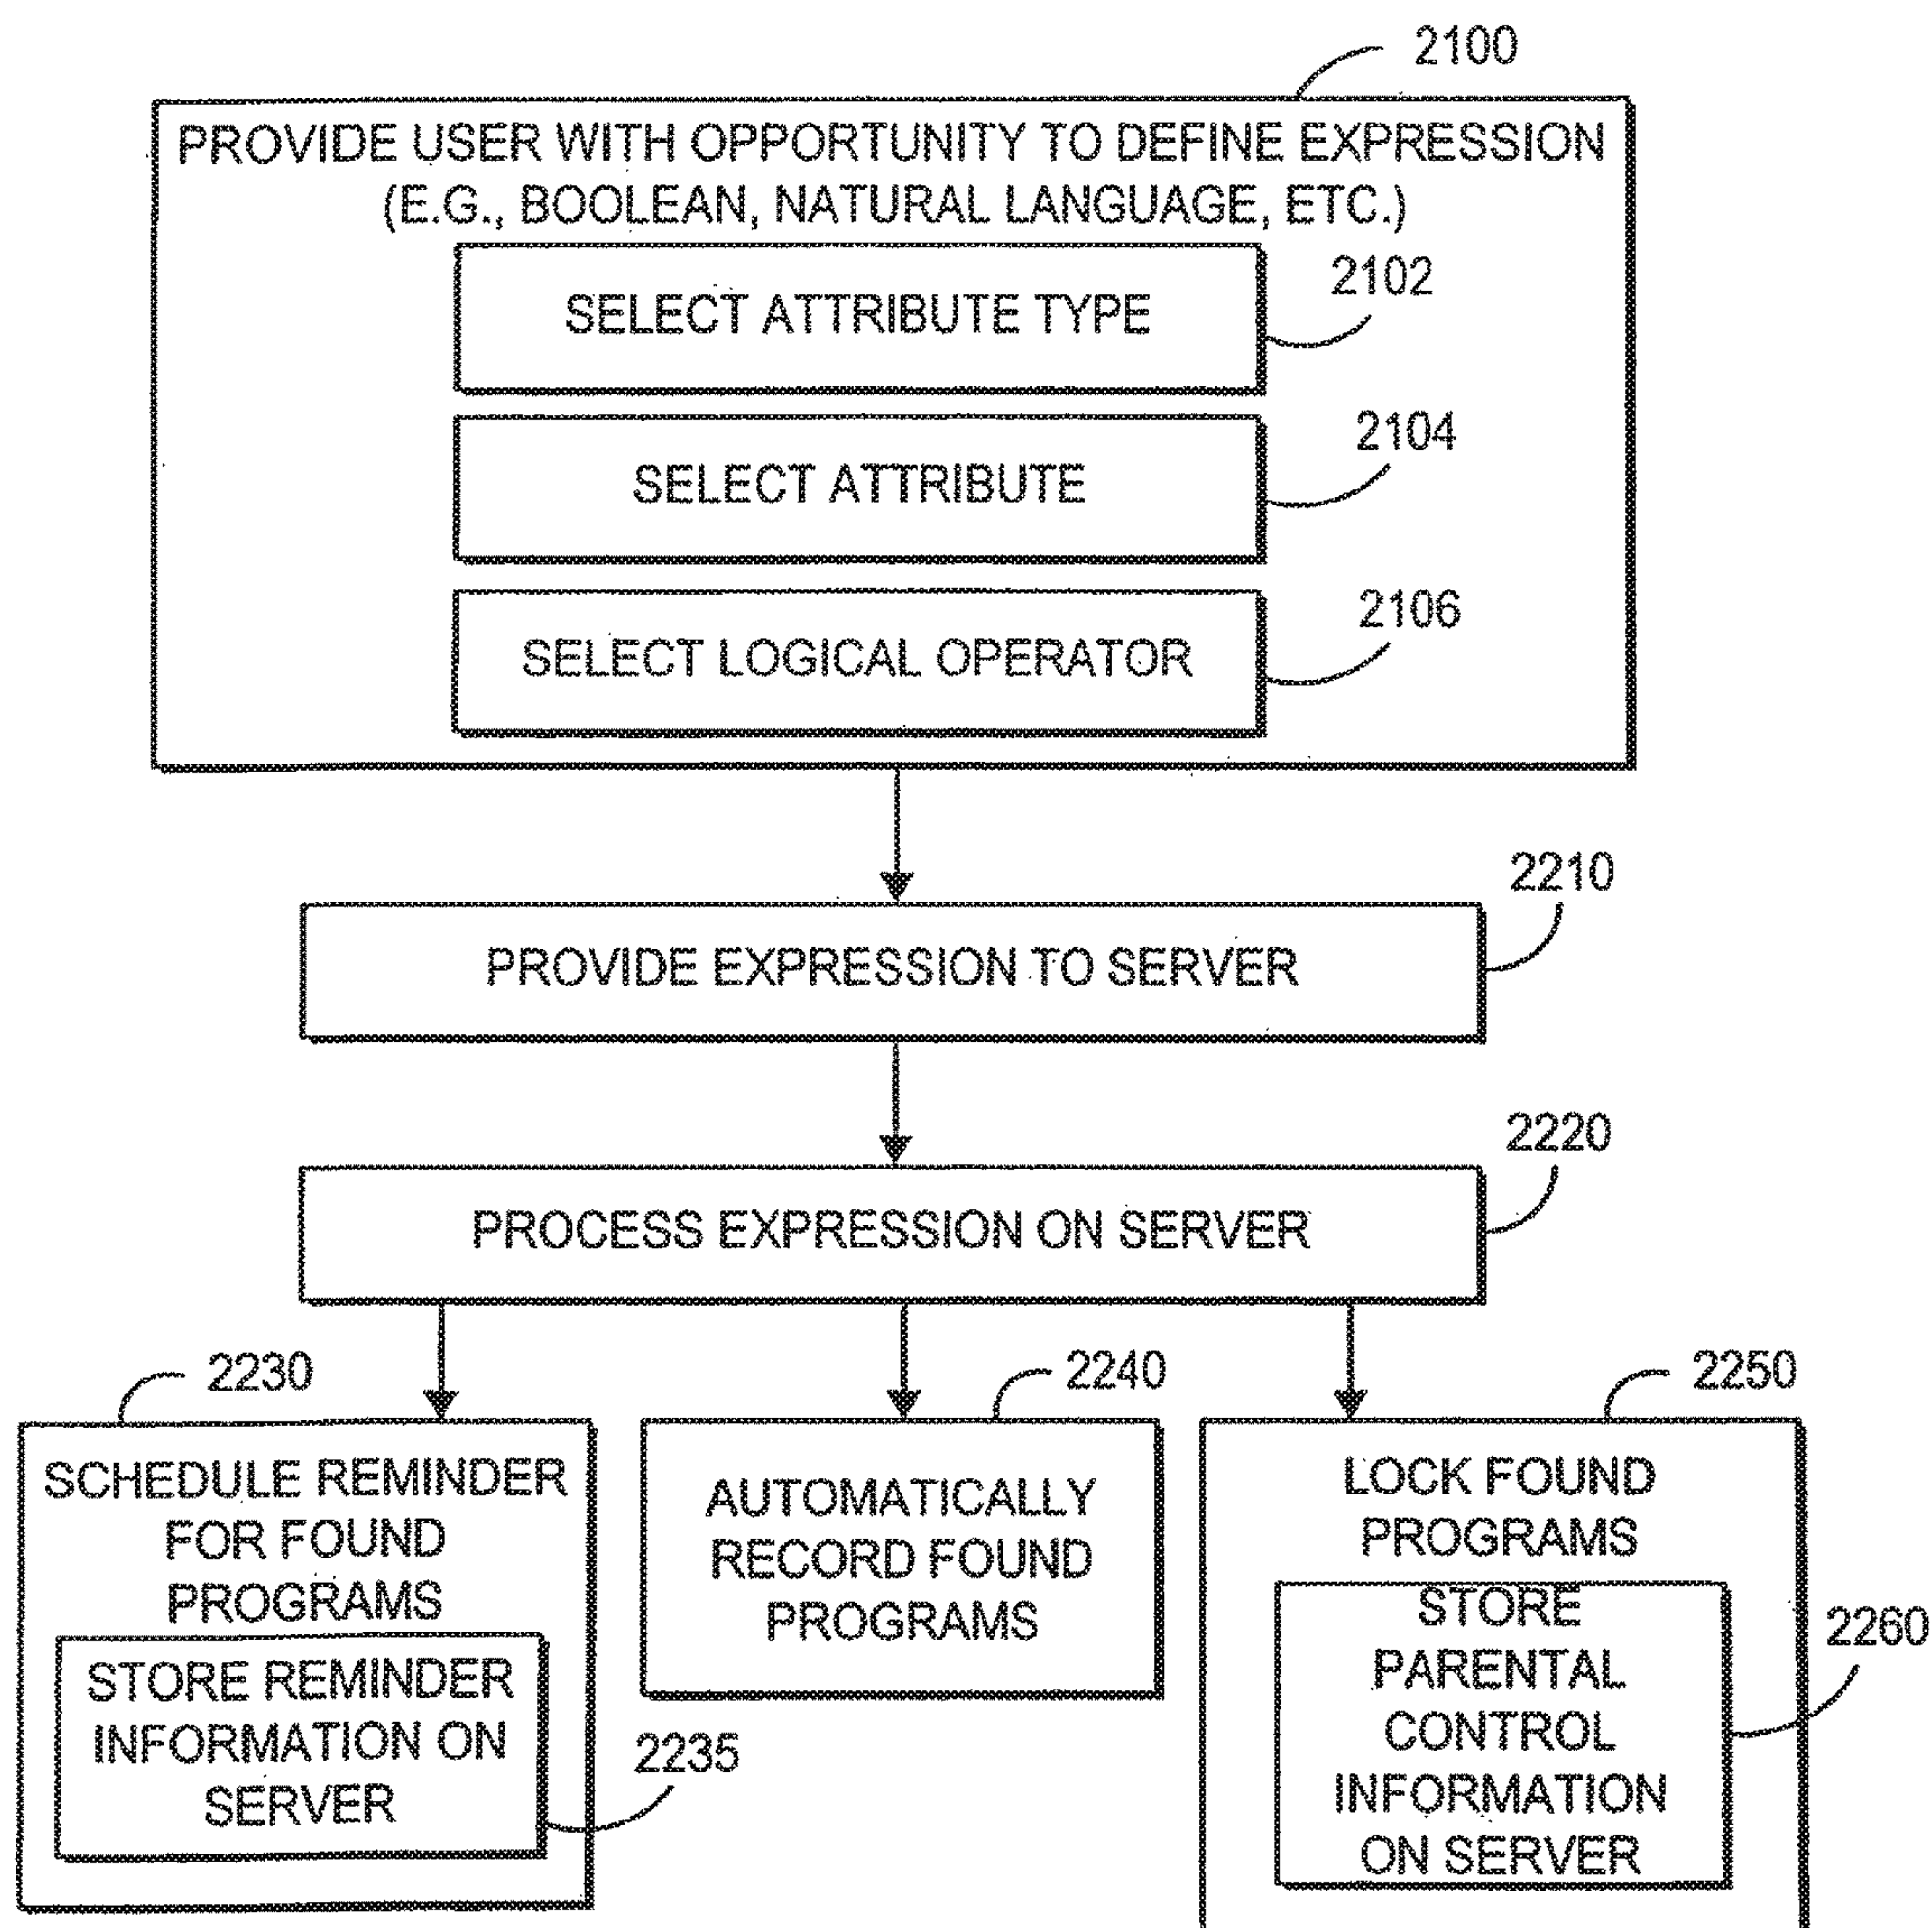 2100
PROVIDE USER WITH OPPORTUNITY TO DEFINE EXPRESSION
(E.G., BOOLEAN, NATURAL LANGUAGE, ETC.)
SELECT ATTRIBUTE TYPE
2102
SELECT ATTRIBUTE
2104
SELECT LOGICAL OPERATOR
2106
PROVIDE EXPRESSION TO SERVER
2210
PROCESS EXPRESSION ON SERVER
2220
2230
SCHEDULE REMINDER
FOR FOUND
PROGRAMS
STORE REMINDER
INFORMATION ON
SERVER
2235
2240
AUTOMATICALLY
RECORD FOUND
PROGRAMS
2250
LOCK FOUND
PROGRAMS
STORE
PARENTAL
CONTROL
INFORMATION
ON SERVER
2260